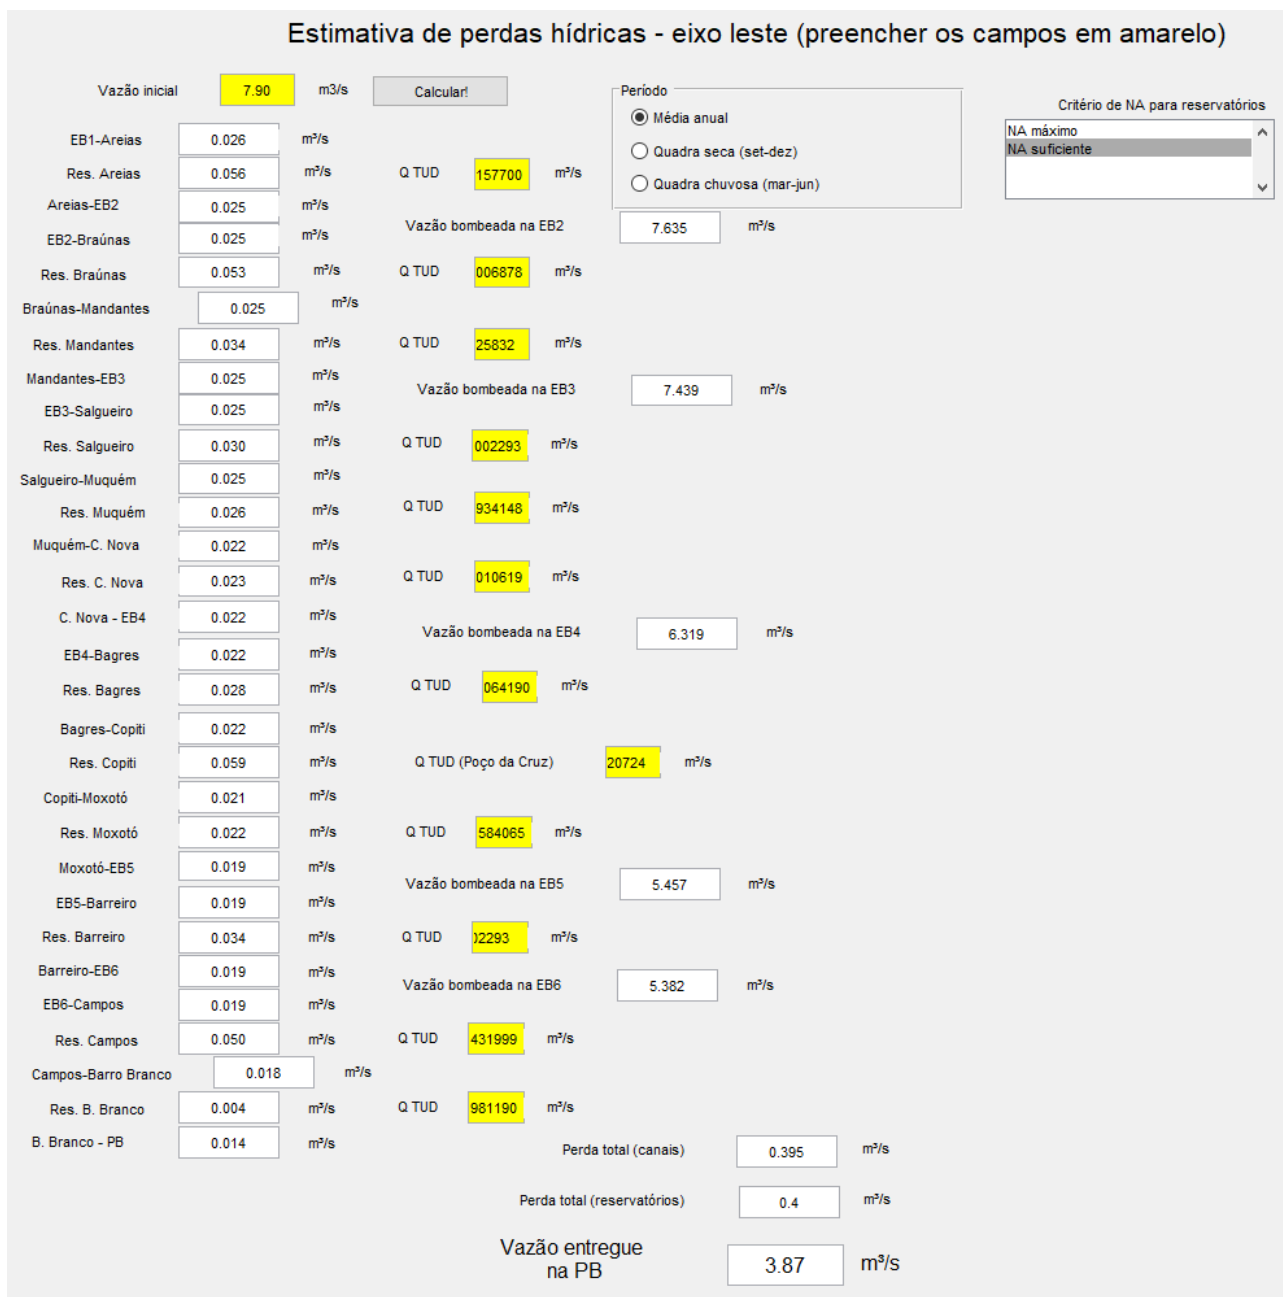 Estimativa de perdas hídricas - eixo leste (preencher os campos em amarelo)
Vazão inicial 7.90 m3/s Calcular!
Período
Média anual
Quadra seca (set-dez)
Quadra chuvosa (mar-jun)
Critério de NA para reservatórios
NA máximo
NA suficiente
EB1-Areias 0.026 m³/s
Res. Areias 0.056 m³/s Q TUD 157700 m³/s
Areias-EB2 0.025 m³/s
Vazão bombeada na EB2 7.635 m³/s
EB2-Braúnas 0.025 m³/s
Res. Braúnas 0.053 m³/s Q TUD 006878 m³/s
Braúnas-Mandantes 0.025 m³/s
Res. Mandantes 0.034 m³/s Q TUD 25832 m³/s
Mandantes-EB3 0.025 m³/s
Vazão bombeada na EB3 7.439 m³/s
EB3-Salgueiro 0.025 m³/s
Res. Salgueiro 0.030 m³/s Q TUD 002293 m³/s
Salgueiro-Muquém 0.025 m³/s
Res. Muquém 0.026 m³/s Q TUD 934148 m³/s
Muquém-C. Nova 0.022 m³/s
Res. C. Nova 0.023 m³/s Q TUD 010619 m³/s
C. Nova - EB4 0.022 m³/s
Vazão bombeada na EB4 6.319 m³/s
EB4-Bagres 0.022 m³/s
Res. Bagres 0.028 m³/s Q TUD 064190 m³/s
Bagres-Copiti 0.022 m³/s
Res. Copiti 0.059 m³/s Q TUD (Poço da Cruz) 20724 m³/s
Copiti-Moxotó 0.021 m³/s
Res. Moxotó 0.022 m³/s Q TUD 584065 m³/s
Moxotó-EB5 0.019 m³/s
Vazão bombeada na EB5 5.457 m³/s
EB5-Barreiro 0.019 m³/s
Res. Barreiro 0.034 m³/s Q TUD 02293 m³/s
Barreiro-EB6 0.019 m³/s
Vazão bombeada na EB6 5.382 m³/s
EB6-Campos 0.019 m³/s
Res. Campos 0.050 m³/s Q TUD 431999 m³/s
Campos-Barro Branco 0.018 m³/s
Res. B. Branco 0.004 m³/s Q TUD 981190 m³/s
B. Branco - PB 0.014 m³/s
Perda total (canais) 0.395 m³/s
Perda total (reservatórios) 0.4 m³/s
Vazão entregue
na PB 3.87 m³/s